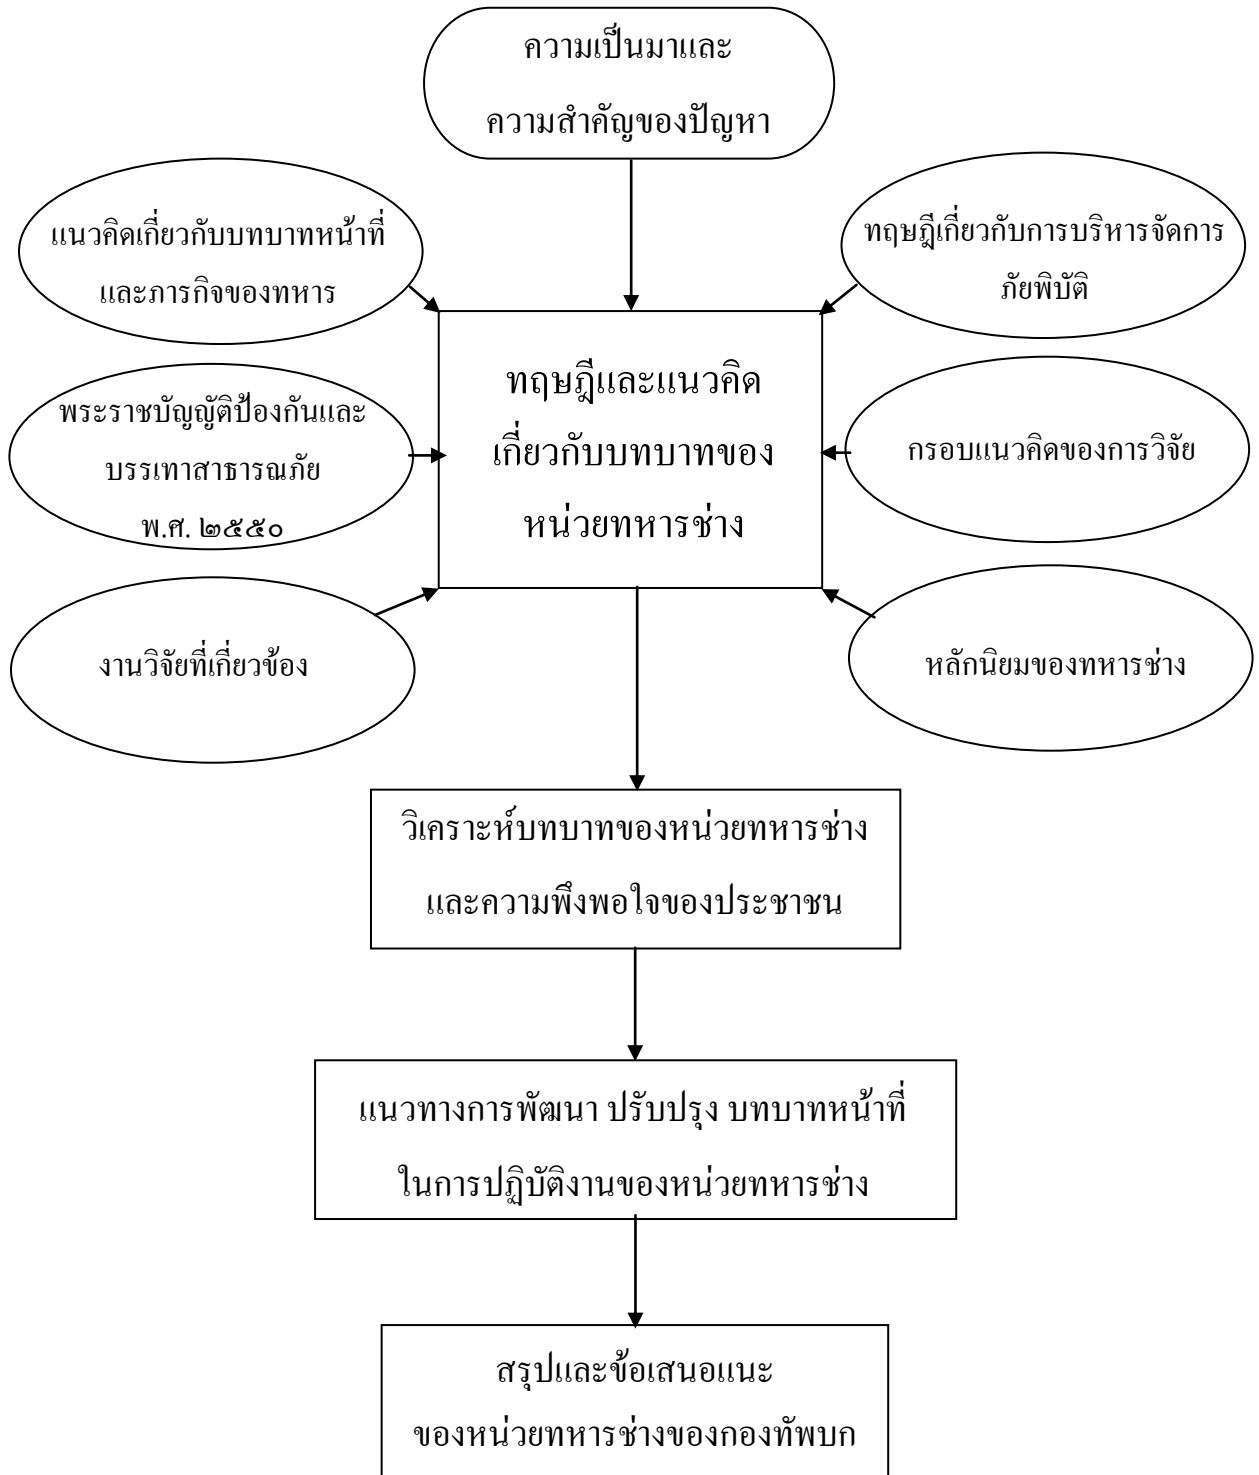 ความเป็นมาและ
ความสำคัญของปัญหา
แนวคิดเกี่ยวกับบทบาทหน้าที่
และภารกิจของทหาร
ทฤษฎีเกี่ยวกับการบริหารจัดการ
ภัยพิบัติ
พระราชบัญญัติป้องกันและ
บรรเทาสาธารณภัย
พ.ศ. ๒๕๕๐
ทฤษฎีและแนวคิด
เกี่ยวกับบทบาทของ
หน่วยทหารช่าง
กรอบแนวคิดของการวิจัย
งานวิจัยที่เกี่ยวข้อง
หลักนิยมของทหารช่าง
วิเคราะห์บทบาทของหน่วยทหารช่าง
และความพึงพอใจของประชาชน
แนวทางการพัฒนา ปรับปรุง บทบาทหน้าที่
ในการปฏิบัติงานของหน่วยทหารช่าง
สรุปและข้อเสนอแนะ
ของหน่วยทหารช่างของกองทัพบก